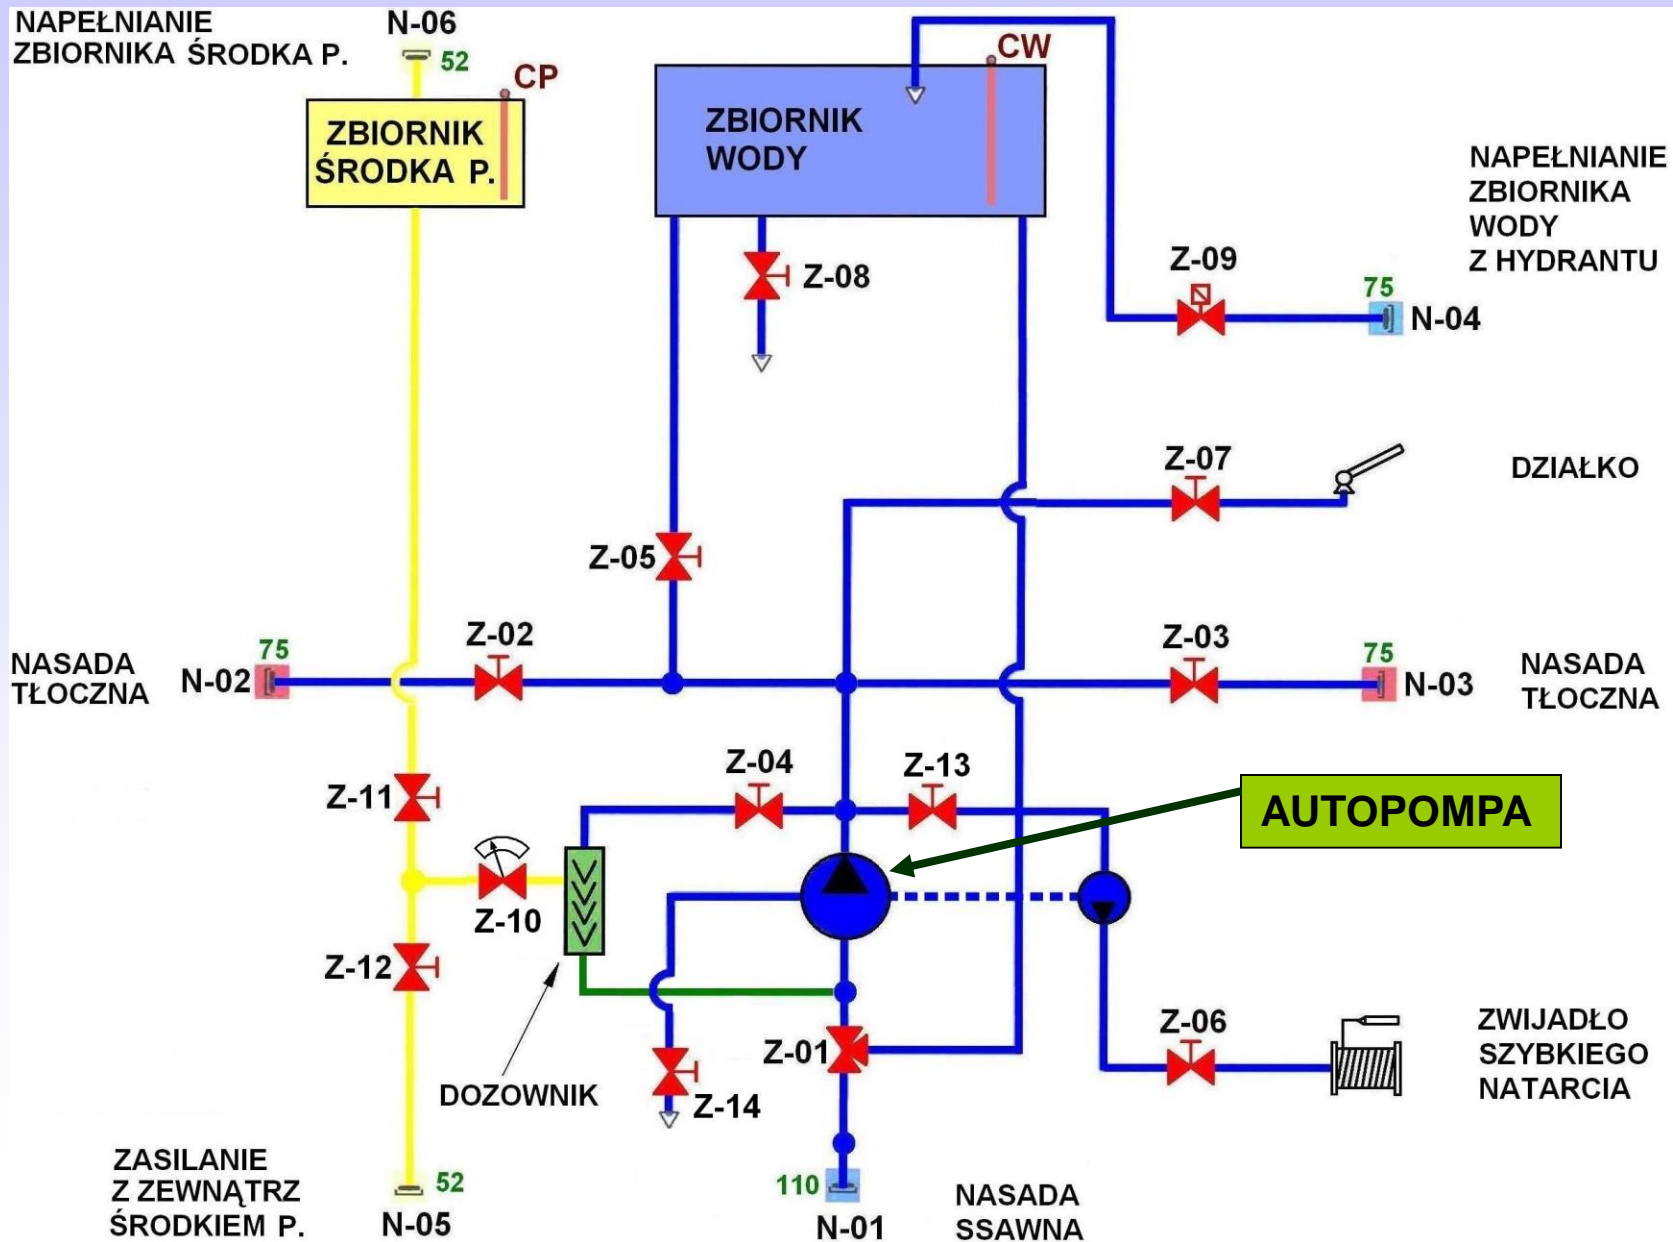 NAPEŁNIANIE
ZBIORNIKA ŚRODKA P.
N-06
52
CP
ZBIORNIK
ŚRODKA P.
CW
ZBIORNIK
WODY
NAPEŁNIANIE
ZBIORNIKA
WODY
Z HYDRANTU
Z-08
Z-09
75
N-04
Z-07
DZIAŁKO
Z-05
NASADA
TŁOCZNA
N-02
75
Z-02
Z-03
75
N-03
NASADA
TŁOCZNA
Z-11
Z-04
Z-13
AUTOPOMPA
Z-10
Z-12
DOZOWNIK
Z-14
Z-01
Z-06
ZWIJADŁO
SZYBKIEGO
NATARCIA
ZASILANIE
Z ZEWNĄTRZ
ŚRODKIEM P.
52
N-05
110
N-01
NASADA
SSAWNA